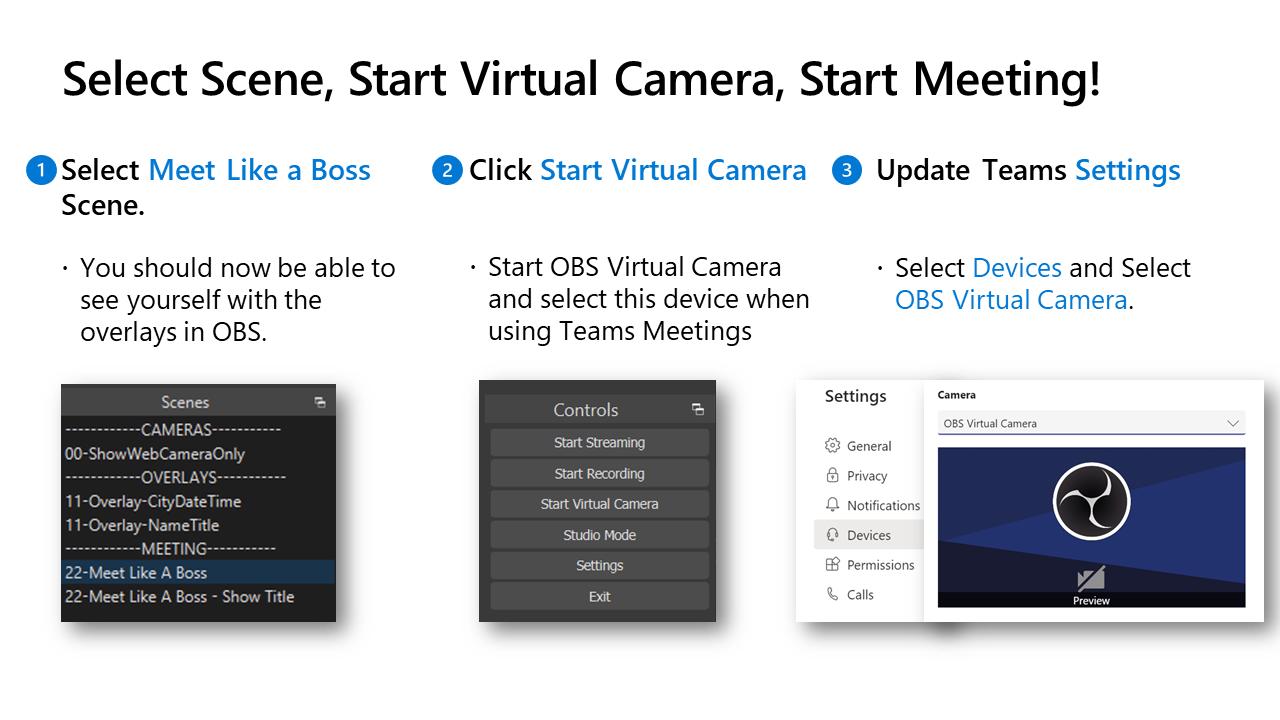 Select Scene, Start Virtual Camera, Start Meeting!
1 Select Meet Like a Boss
Scene.
· You should now be able to
see yourself with the
overlays in OBS.
Scenes
------------CAMERAS-----------
00-ShowWebCameraOnly
------------OVERLAYS-----------
11-Overlay-CityDateTime
11-Overlay-NameTitle
------------MEETING-----------
22-Meet Like A Boss
22-Meet Like A Boss - Show Title
2 Click Start Virtual Camera
· Start OBS Virtual Camera
and select this device when
using Teams Meetings
Controls
Start Streaming
Start Recording
Start Virtual Camera
Studio Mode
Settings
Exit
3 Update Teams Settings
· Select Devices and Select
OBS Virtual Camera.
Settings
General
Privacy
Notifications
Devices
Permissions
Calls
Camera
OBS Virtual Camera
Preview